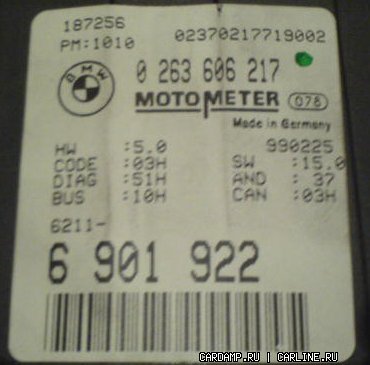 187256
PM:1010 02370217719002
BMW
0 263 606 217
MOTOMETER 078
Made in Germany
990225
HW :5.0 SW :15.0
CODE :03H AND : 37
DIAG :51H CAN :03H
BUS :10H
6211-
6 901 922
CARDAMP.RU | CARLINE.RU